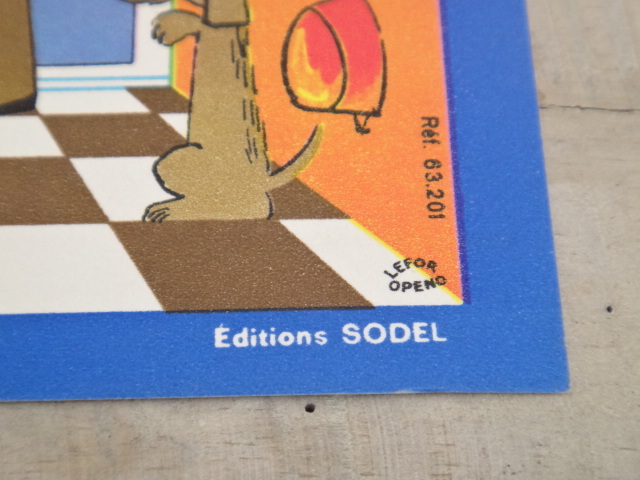 Réf. 63.201
LEFOR
OPENO
Éditions SODEL